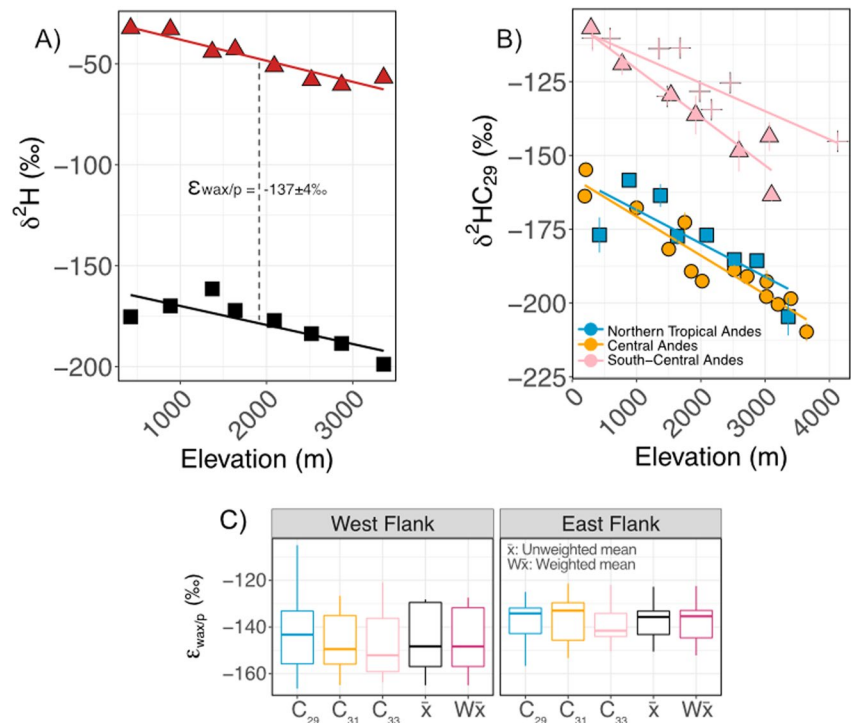 A)
δ²H (‰)
−50
−100
−150
−200
εwax/p = -137±4‰
1000
2000
3000
Elevation (m)
B)
δ²HC₂₉ (‰)
−125
−150
−175
−200
−225
Northern Tropical Andes
Central Andes
South−Central Andes
0
1000
2000
3000
4000
Elevation (m)
C)
West Flank
East Flank
εwax/p (‰)
−120
−140
−160
x̄: Unweighted mean
Wx̄: Weighted mean
C₂₉ C₃₁ C₃₃ x̄ Wx̄
C₂₉ C₃₁ C₃₃ x̄ Wx̄